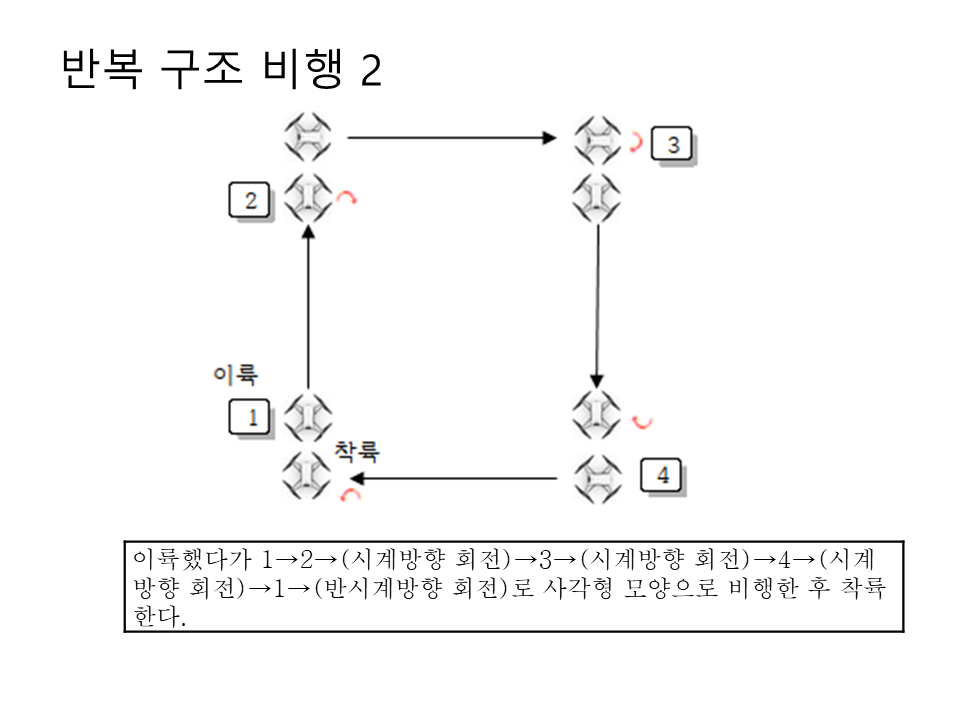 반복 구조 비행 2
3
2
이륙
1
착륙
4
이륙했다가 1→2→(시계방향 회전)→3→(시계방향 회전)→4→(시계
방향 회전)→1→(반시계방향 회전)로 사각형 모양으로 비행한 후 착륙
한다.